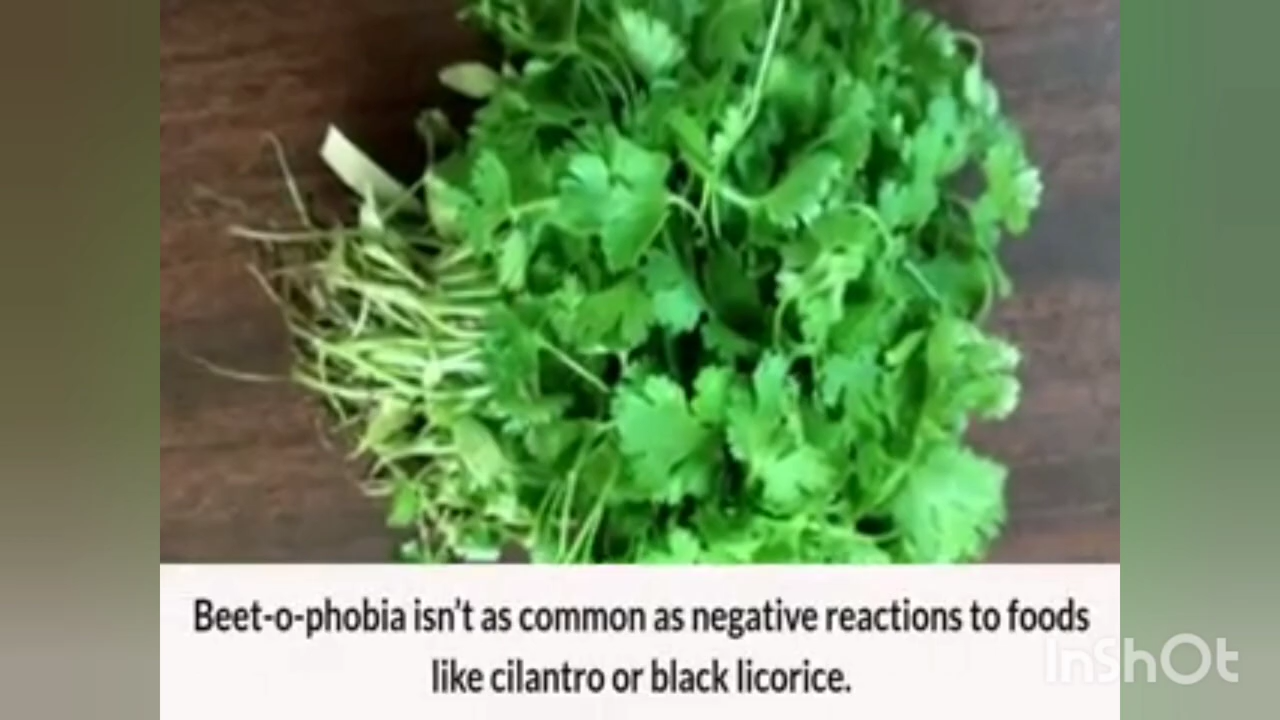 Beet-o-phobia isn't as common as negative reactions to foods
like cilantro or black licorice.
InShOt